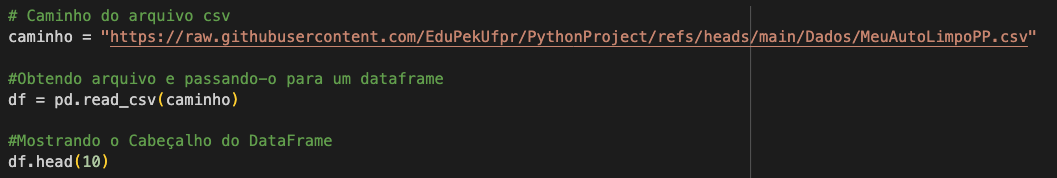 # Caminho do arquivo csv
caminho = "https://raw.githubusercontent.com/EduPekUfpr/PythonProject/refs/heads/main/Dados/MeuAutoLimpoPP.csv"
#Obtendo arquivo e passando-o para um dataframe
df = pd.read_csv(caminho)
#Mostrando o Cabeçalho do DataFrame
df.head(10)